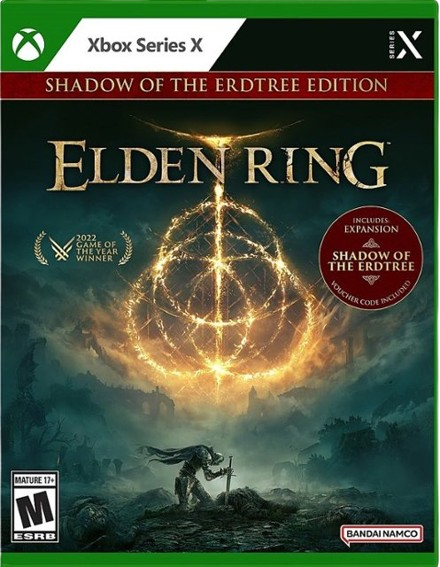 Xbox Series X
SERIES X
SHADOW OF THE ERDTREE EDITION
ELDEN RING
2022
GAME OF
THE YEAR
WINNER
INCLUDES:
EXPANSION
SHADOW OF
THE ERDTREE
VOUCHER CODE INCLUDED
MATURE 17+
M
ESRB
BANDAI NAMCO